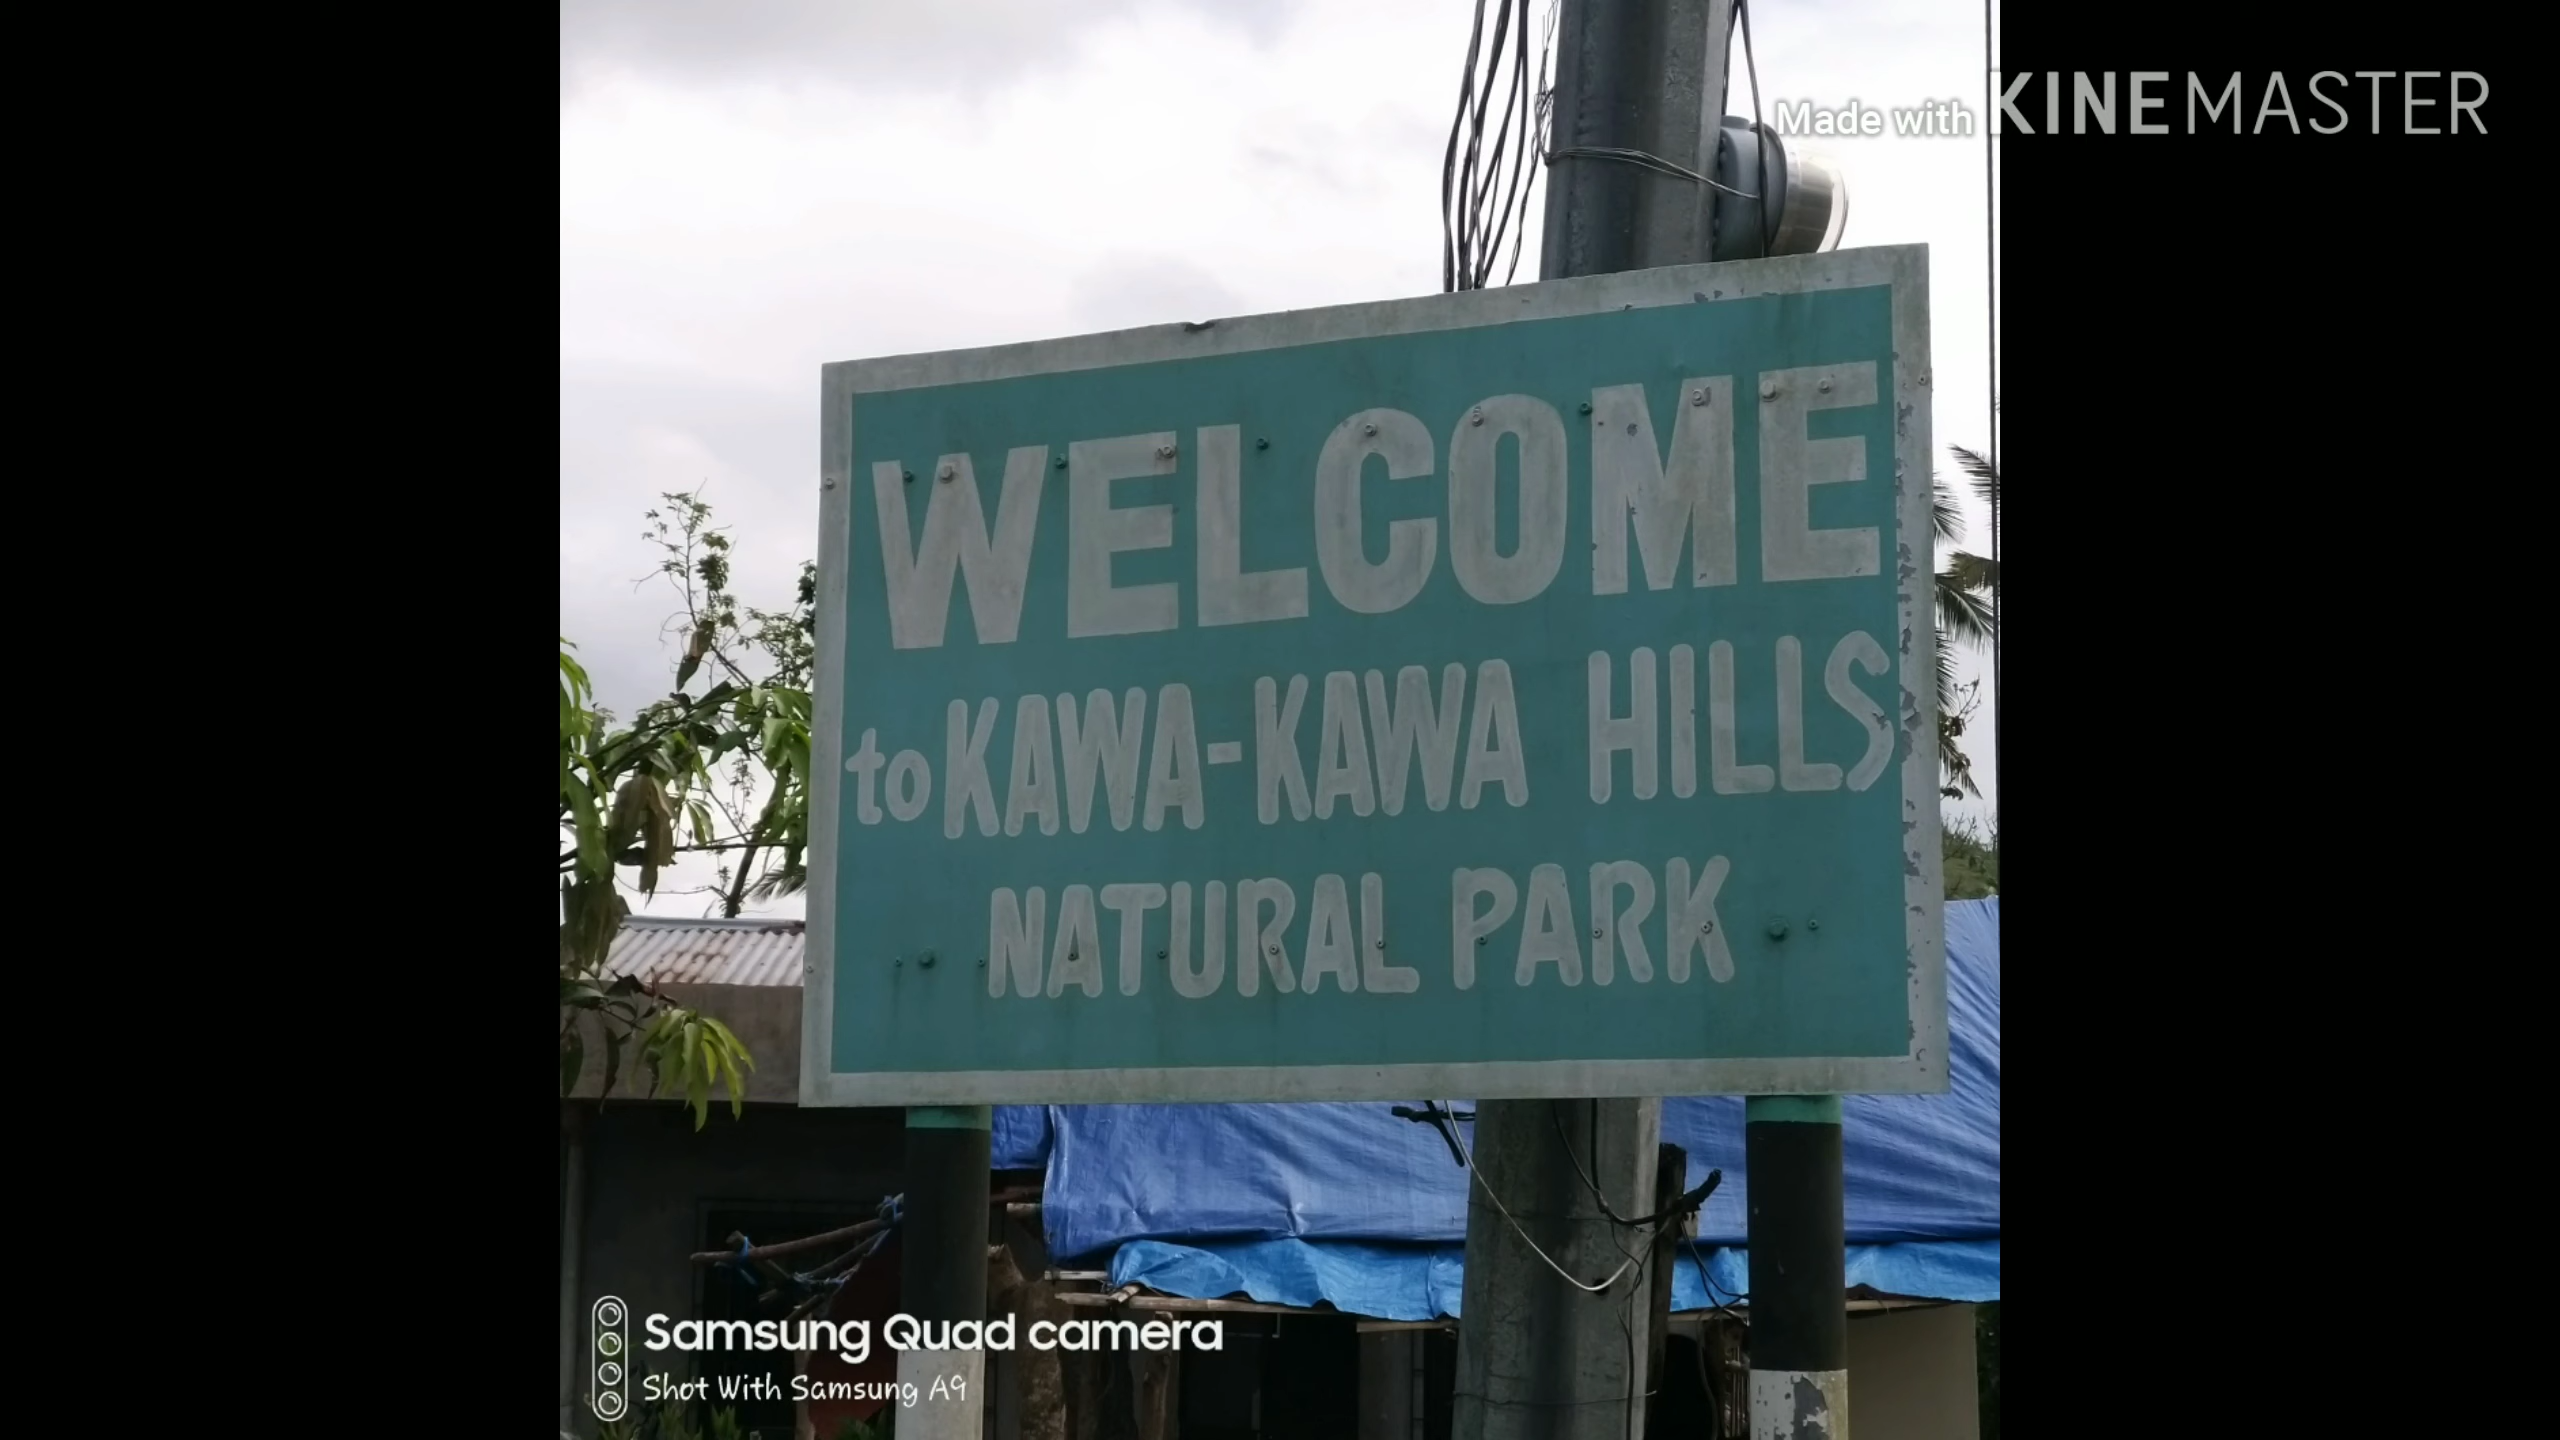 Made with KINEMASTER
WELCOME
to KAWA-KAWA HILLS
NATURAL PARK
Samsung Quad camera
Shot With Samsung A9